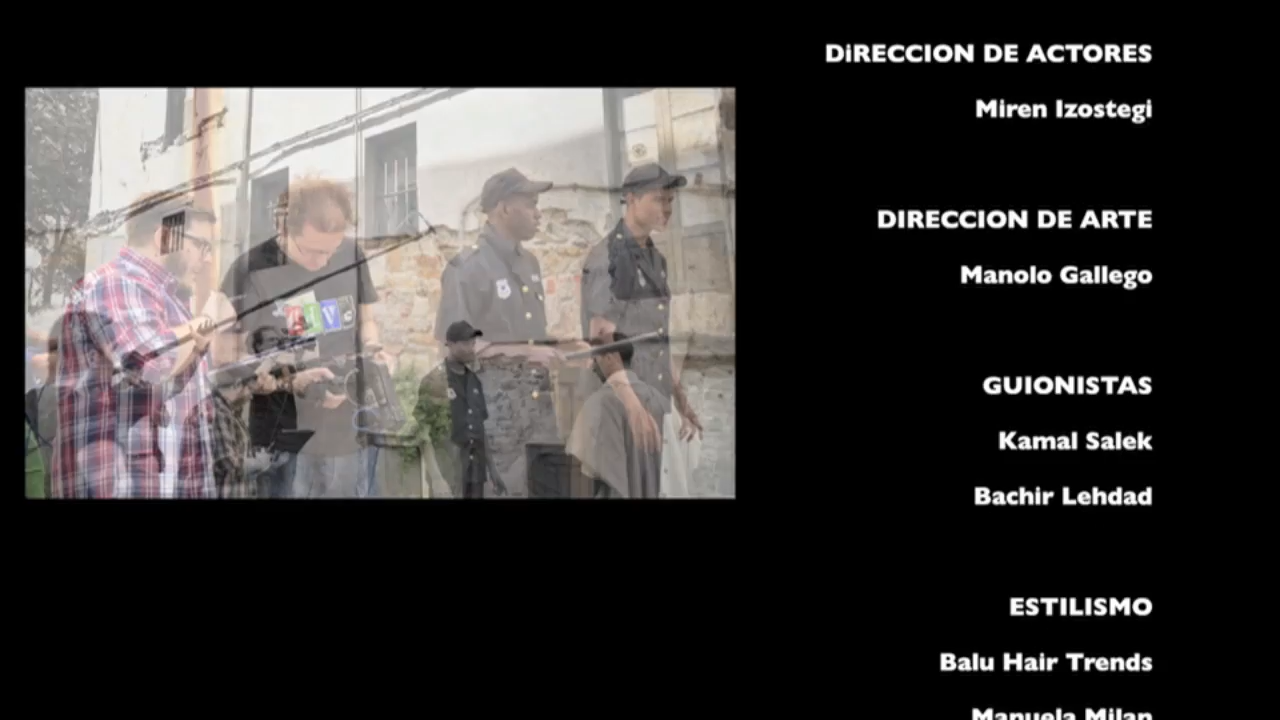 DiRECCION DE ACTORES
Miren Izostegi
DIRECCION DE ARTE
Manolo Gallego
GUIONISTAS
Kamal Salek
Bachir Lehdad
ESTILISMO
Balu Hair Trends
Manuela Milan